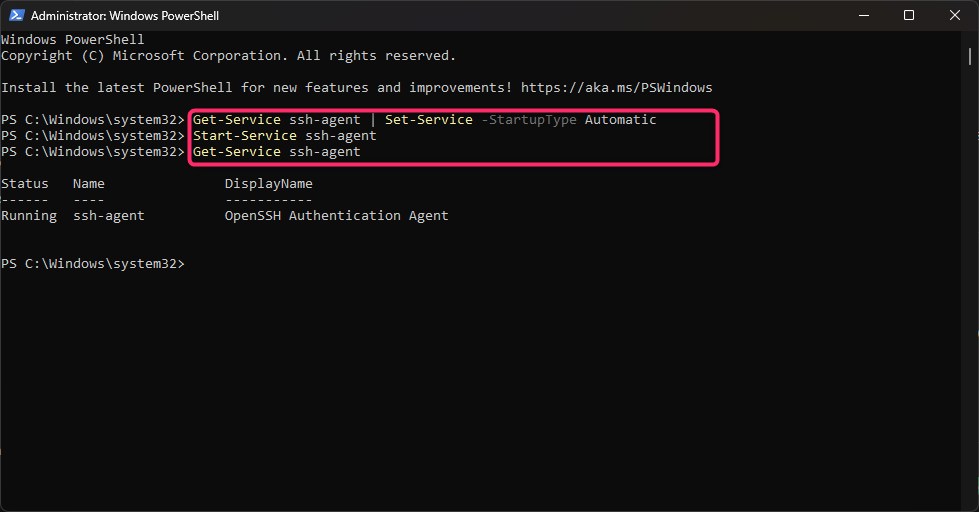 Administrator: Windows PowerShell
Windows PowerShell
Copyright (C) Microsoft Corporation. All rights reserved.
Install the latest PowerShell for new features and improvements! https://aka.ms/PSWindows
PS C:\Windows\system32> Get-Service ssh-agent | Set-Service -StartupType Automatic
PS C:\Windows\system32> Start-Service ssh-agent
PS C:\Windows\system32> Get-Service ssh-agent
Status   Name               DisplayName
------   ----               -----------
Running  ssh-agent          OpenSSH Authentication Agent
PS C:\Windows\system32>